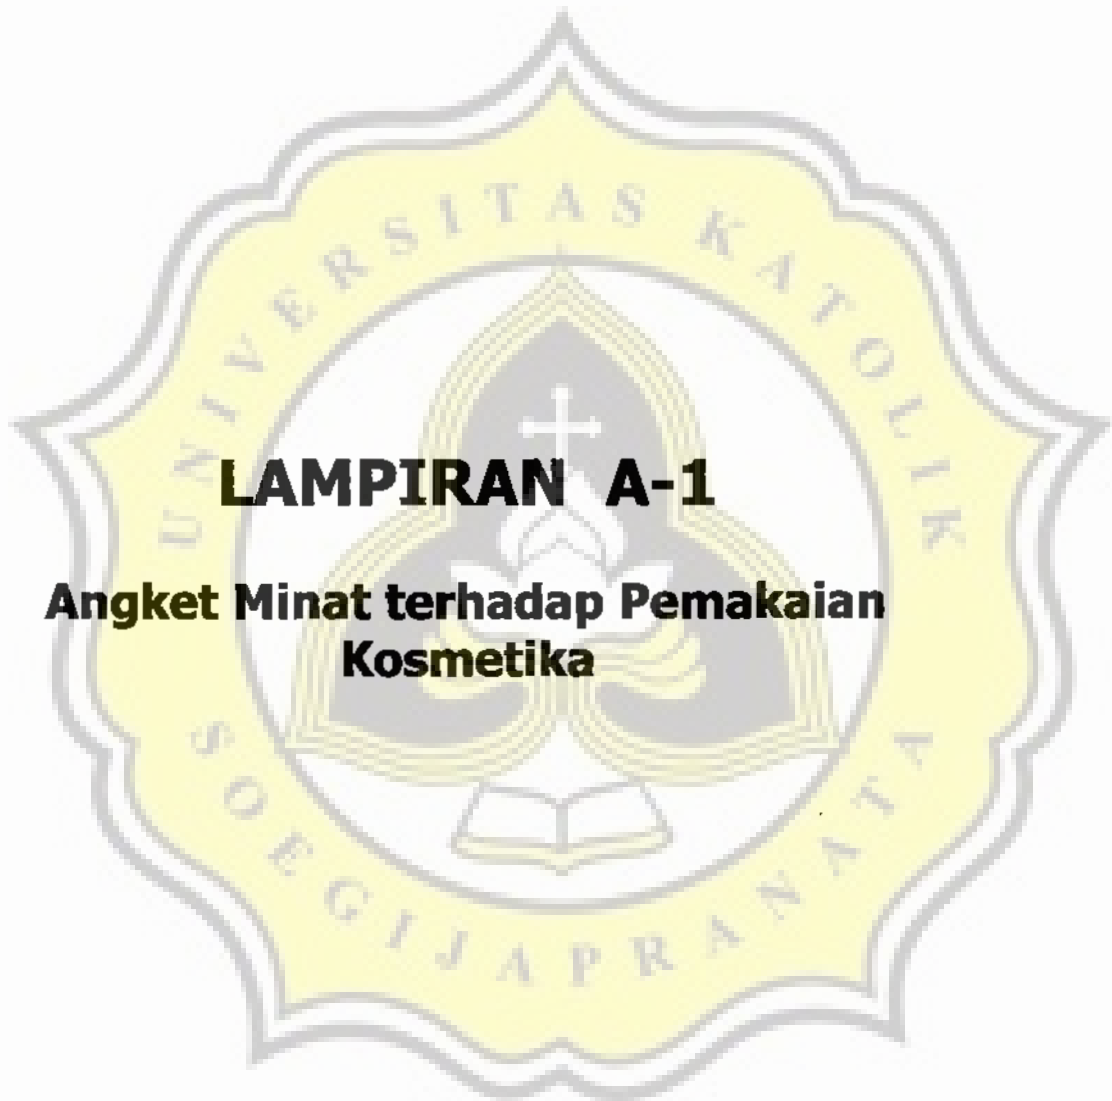 UNIVERSITAS KATOLIK
LAMPIRAN A-1
Angket Minat terhadap Pemakaian
Kosmetika
SOEGIJAPRANATA